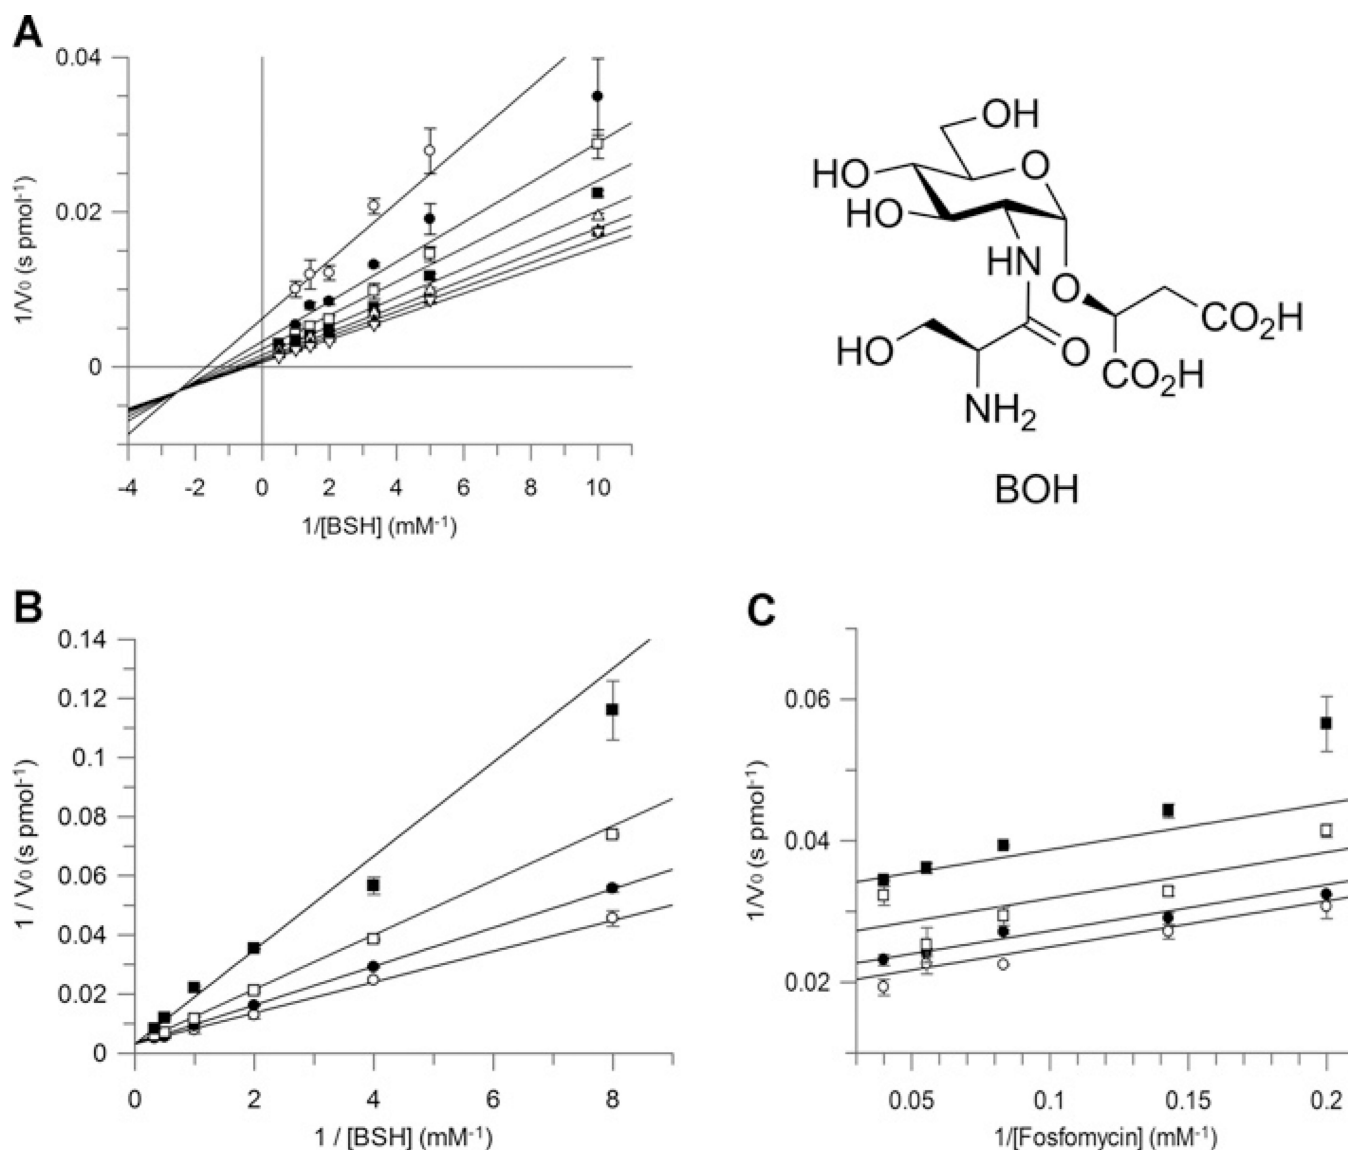 A
0.04
0.02
0
1/V0 (s pmol-1)
-4 -2 0 2 4 6 8 10
1/[BSH] (mM-1)
OH
HO
O
HO
HN
O
CO2H
HO
O
CO2H
NH2
BOH
B
0.14
0.12
0.1
0.08
0.06
0.04
0.02
0
1 / V0 (s pmol-1)
0 2 4 6 8
1 / [BSH] (mM-1)
C
0.06
0.04
0.02
1/V0 (s pmol-1)
0.05 0.1 0.15 0.2
1/[Fosfomycin] (mM-1)